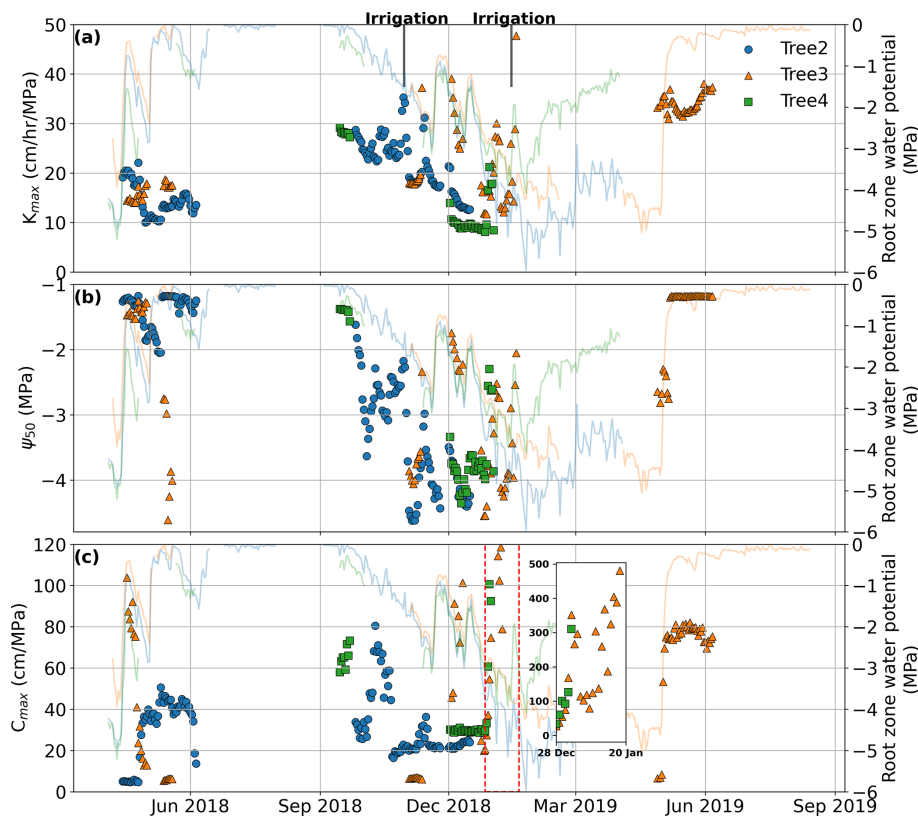 Irrigation Irrigation
(a)
50
40
30
20
10
0
K_max (cm/hr/MPa)
Tree2
Tree3
Tree4
0
−1
−2
−3
−4
−5
−6
Root zone water potential
(MPa)
(b)
−1
−2
−3
−4
ψ_50 (MPa)
0
−1
−2
−3
−4
−5
−6
Root zone water potential
(MPa)
(c)
120
100
80
60
40
20
0
C_max (cm/MPa)
500
400
300
200
100
0
28 Dec 20 Jan
0
−1
−2
−3
−4
−5
−6
Root zone water potential
(MPa)
Jun 2018 Sep 2018 Dec 2018 Mar 2019 Jun 2019 Sep 2019